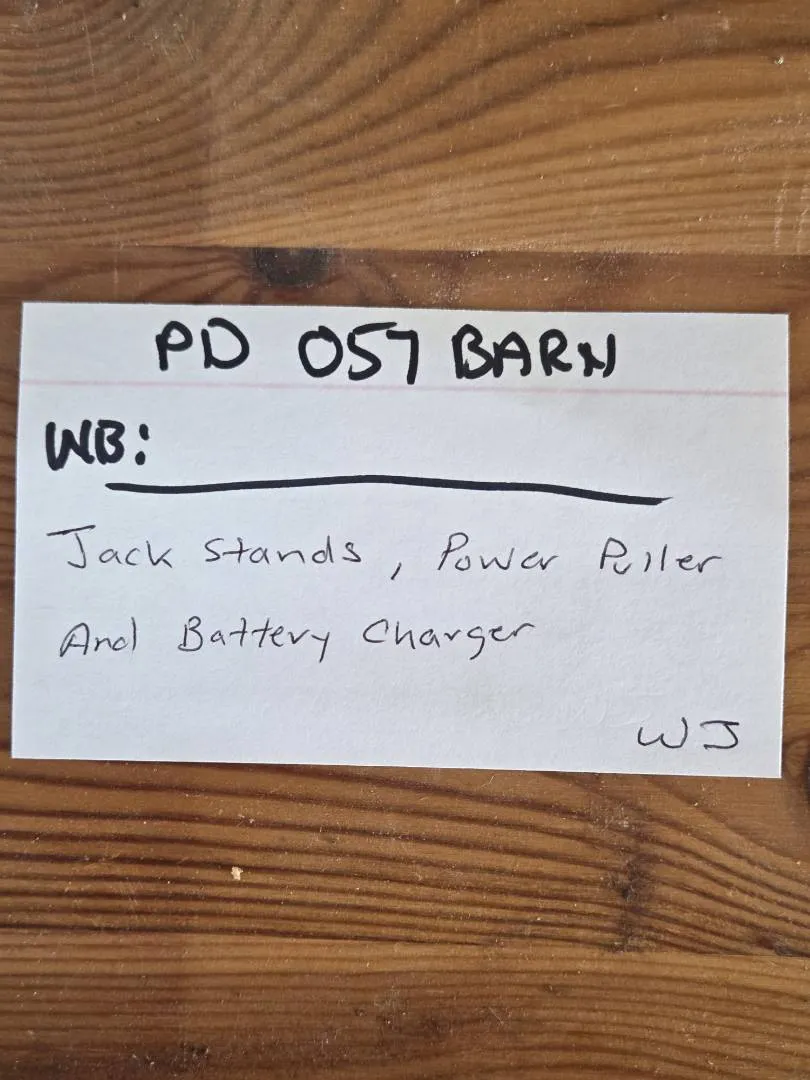 PD 057 BARN
WB:
Jack Stands, Power Puller
And Battery Charger
WJ